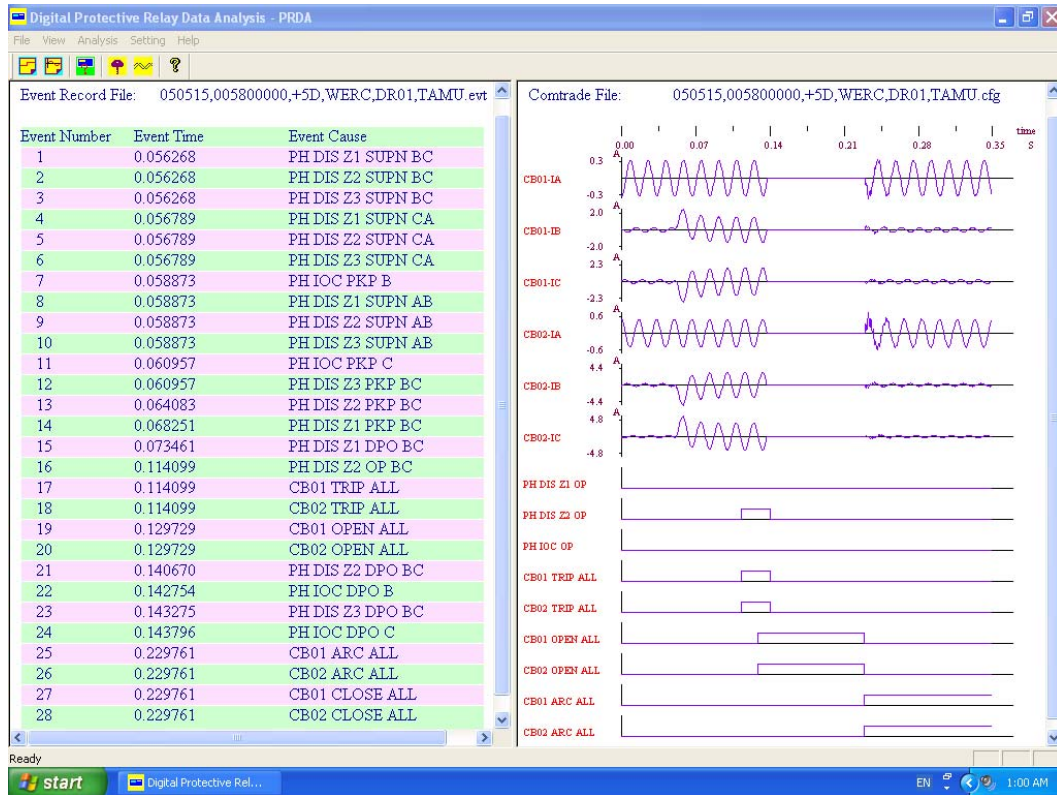 Digital Protective Relay Data Analysis - PRDA
File View Analysis Setting Help
Event Record File: 050515,005800000,+5D,WERC,DR01,TAMU.evt
Event Number Event Time Event Cause
1 0.056268 PH DIS Z1 SUPN BC
2 0.056268 PH DIS Z2 SUPN BC
3 0.056268 PH DIS Z3 SUPN BC
4 0.056789 PH DIS Z1 SUPN CA
5 0.056789 PH DIS Z2 SUPN CA
6 0.056789 PH DIS Z3 SUPN CA
7 0.058873 PH IOC PKP B
8 0.058873 PH DIS Z1 SUPN AB
9 0.058873 PH DIS Z2 SUPN AB
10 0.058873 PH DIS Z3 SUPN AB
11 0.060957 PH IOC PKP C
12 0.060957 PH DIS Z3 PKP BC
13 0.064083 PH DIS Z2 PKP BC
14 0.068251 PH DIS Z1 PKP BC
15 0.073461 PH DIS Z1 DPO BC
16 0.114099 PH DIS Z2 OP BC
17 0.114099 CB01 TRIP ALL
18 0.114099 CB02 TRIP ALL
19 0.129729 CB01 OPEN ALL
20 0.129729 CB02 OPEN ALL
21 0.140670 PH DIS Z2 DPO BC
22 0.142754 PH IOC DPO B
23 0.143275 PH DIS Z3 DPO BC
24 0.143796 PH IOC DPO C
25 0.229761 CB01 ARC ALL
26 0.229761 CB02 ARC ALL
27 0.229761 CB01 CLOSE ALL
28 0.229761 CB02 CLOSE ALL
Comtrade File: 050515,005800000,+5D,WERC,DR01,TAMU.cfg
time
0.00 0.07 0.14 0.21 0.28 0.35 S
A
0.3
CB01-IA
-0.3
A
2.0
CB01-IB
-2.0
A
2.3
CB01-IC
-2.3
A
0.6
CB02-IA
-0.6
A
4.4
CB02-IB
-4.4
A
4.8
CB02-IC
-4.8
PH DIS Z1 OP
PH DIS Z2 OP
PH IOC OP
CB01 TRIP ALL
CB02 TRIP ALL
CB01 OPEN ALL
CB02 OPEN ALL
CB01 ARC ALL
CB02 ARC ALL
Ready
start Digital Protective Rel... EN 1:00 AM